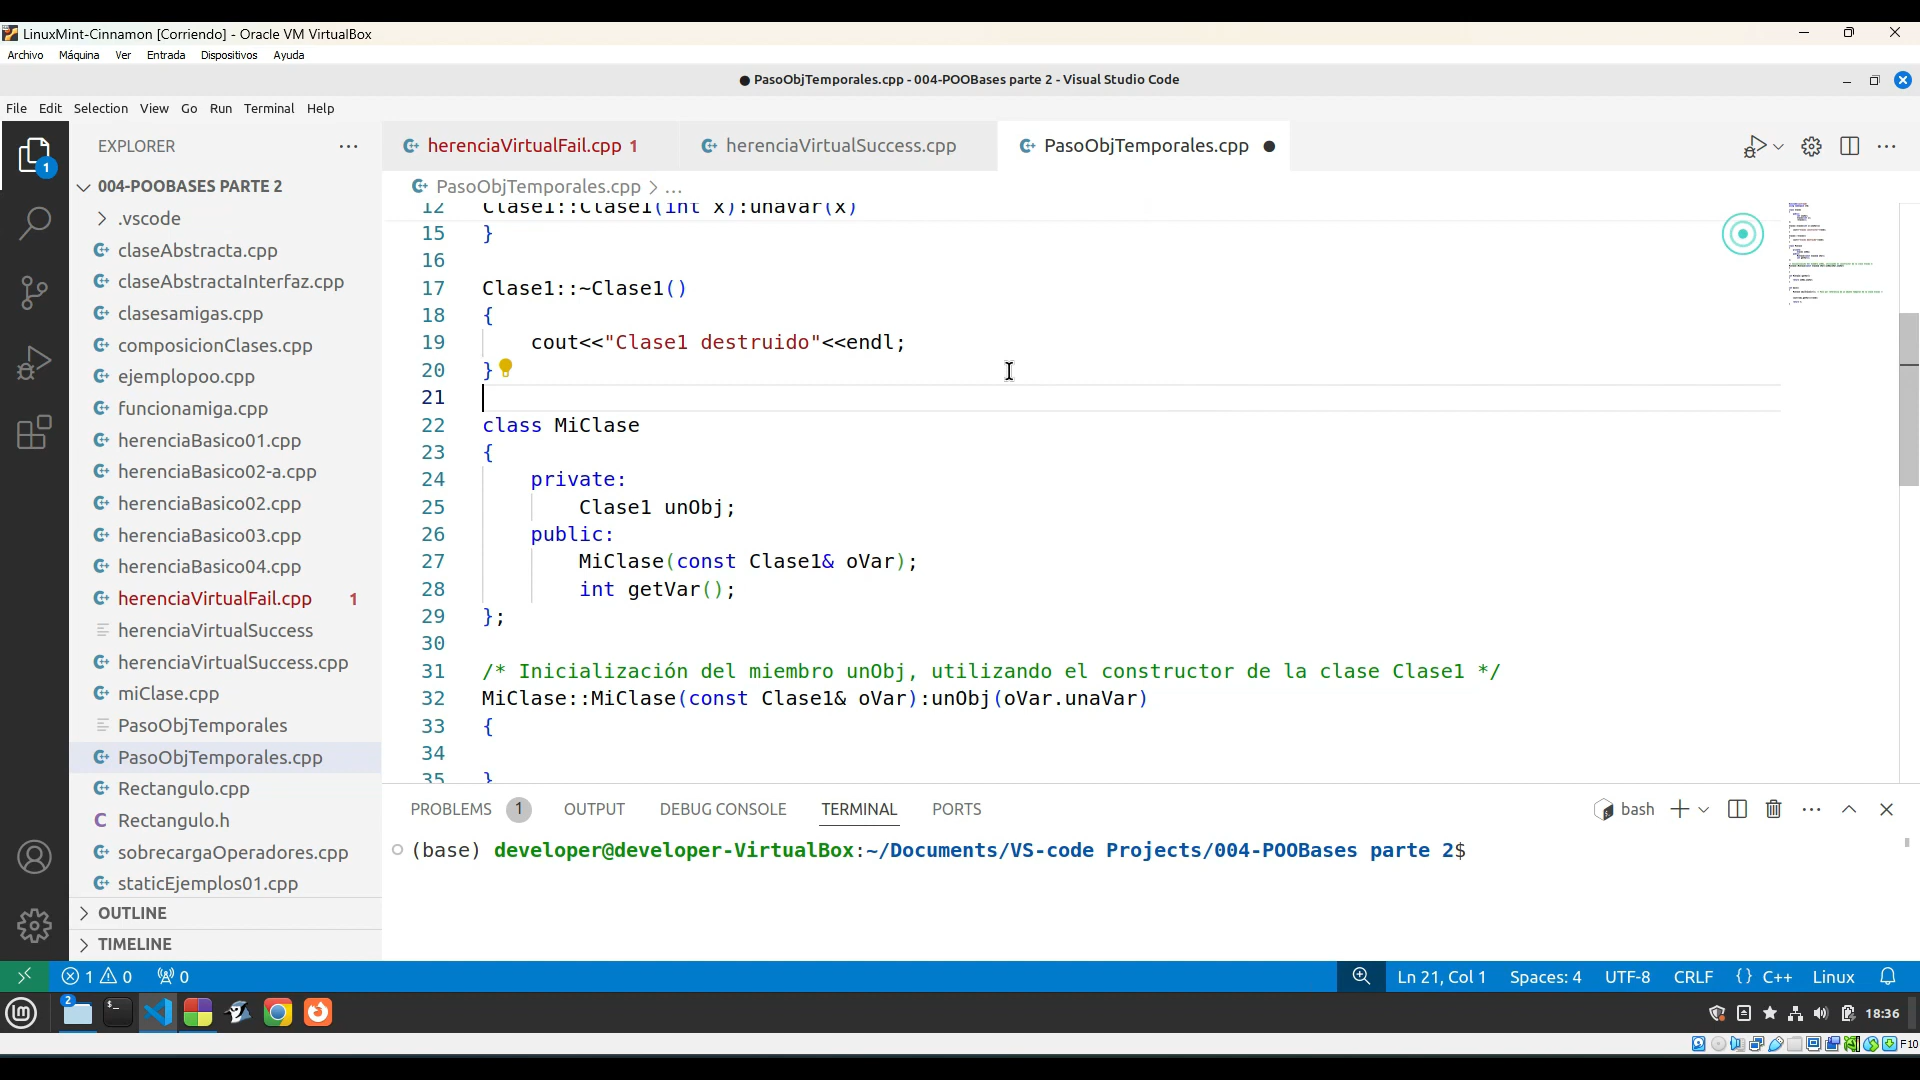 LinuxMint-Cinnamon [Corriendo] - Oracle VM VirtualBox
Archivo Máquina Ver Entrada Dispositivos Ayuda
● PasoObjTemporales.cpp - 004-POOBases parte 2 - Visual Studio Code
File Edit Selection View Go Run Terminal Help
EXPLORER
004-POOBASES PARTE 2
.vscode
claseAbstracta.cpp
claseAbstractaInterfaz.cpp
clasesamigas.cpp
composicionClases.cpp
ejemplopoo.cpp
funcionamiga.cpp
herenciaBasico01.cpp
herenciaBasico02-a.cpp
herenciaBasico02.cpp
herenciaBasico03.cpp
herenciaBasico04.cpp
herenciaVirtualFail.cpp 1
herenciaVirtualSuccess
herenciaVirtualSuccess.cpp
miClase.cpp
PasoObjTemporales
PasoObjTemporales.cpp
Rectangulo.cpp
Rectangulo.h
sobrecargaOperadores.cpp
staticEjemplos01.cpp
OUTLINE
TIMELINE
herenciaVirtualFail.cpp 1 herenciaVirtualSuccess.cpp PasoObjTemporales.cpp ●
PasoObjTemporales.cpp > ...
12 Clase1::Clase1(int x):unaVar(x)
15 }
16
17 Clase1::~Clase1()
18 {
19 cout<<"Clase1 destruido"<<endl;
20 }
21
22 class MiClase
23 {
24 private:
25 Clase1 unObj;
26 public:
27 MiClase(const Clase1& oVar);
28 int getVar();
29 };
30
31 /* Inicialización del miembro unObj, utilizando el constructor de la clase Clase1 */
32 MiClase::MiClase(const Clase1& oVar):unObj(oVar.unaVar)
33 {
34
35 }
PROBLEMS 1 OUTPUT DEBUG CONSOLE TERMINAL PORTS
bash
(base) developer@developer-VirtualBox:~/Documents/VS-code Projects/004-POOBases parte 2$
1 0 0
Ln 21, Col 1 Spaces: 4 UTF-8 CRLF {} C++ Linux
2
18:36
F10